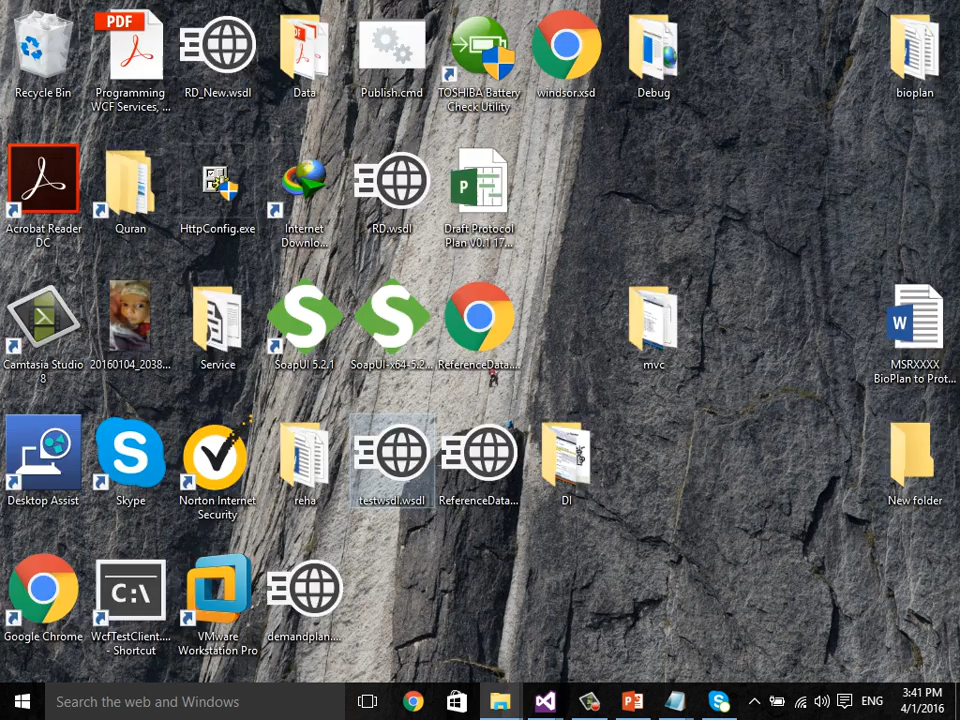 PDF
Recycle Bin
Programming
WCF Services, ...
RD_New.wsdl
Data
Publish.cmd
TOSHIBA Battery
Check Utility
windsor.xsd
Debug
bioplan
Acrobat Reader
DC
Quran
HttpConfig.exe
Internet
Downlo...
RD.wsdl
P
Draft Protocol
Plan V0.1 17...
Camtasia Studio
8
20160104_2038...
Service
S
SoapUI 5.2.1
S
SoapUI-x64-5.2...
ReferenceData...
mvc
W
MSRXXXX
BioPlan to Prot...
Desktop Assist
S
Skype
Norton Internet
Security
reha
testwsdl.wsdl
ReferenceData...
DI
New folder
Google Chrome
C:\
WcfTestClient....
- Shortcut
VMware
Workstation Pro
demandplan....
Search the web and Windows
ENG
3:41 PM
4/1/2016